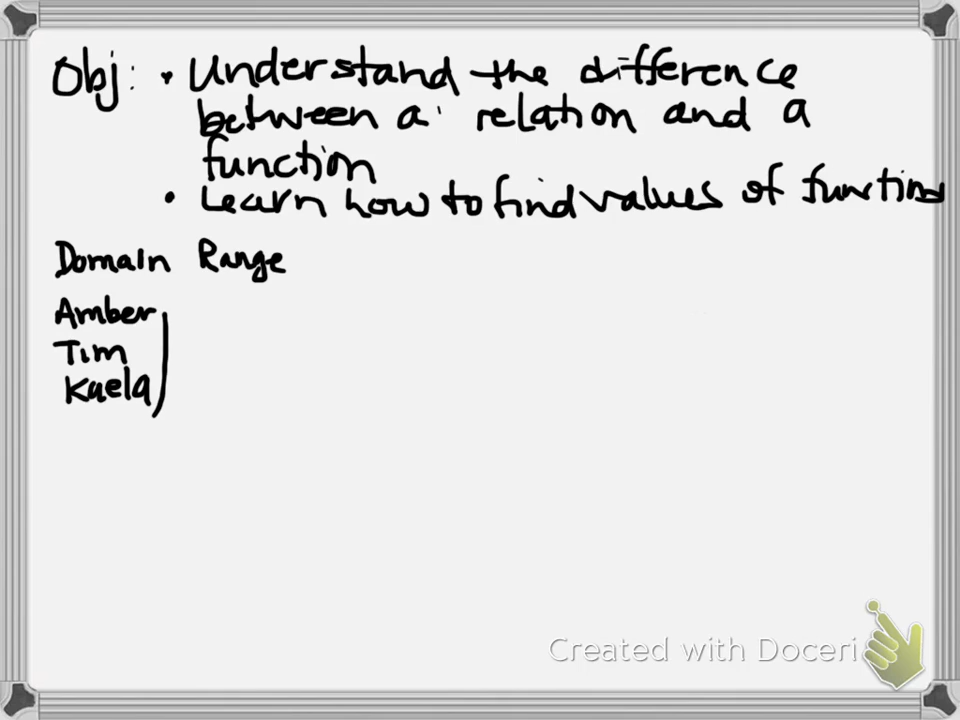 Obj: • Understand the difference
between a relation and a
function
• Learn how to find values of functions
Domain Range
Amber
Tim
Kaela
Created with Doceri